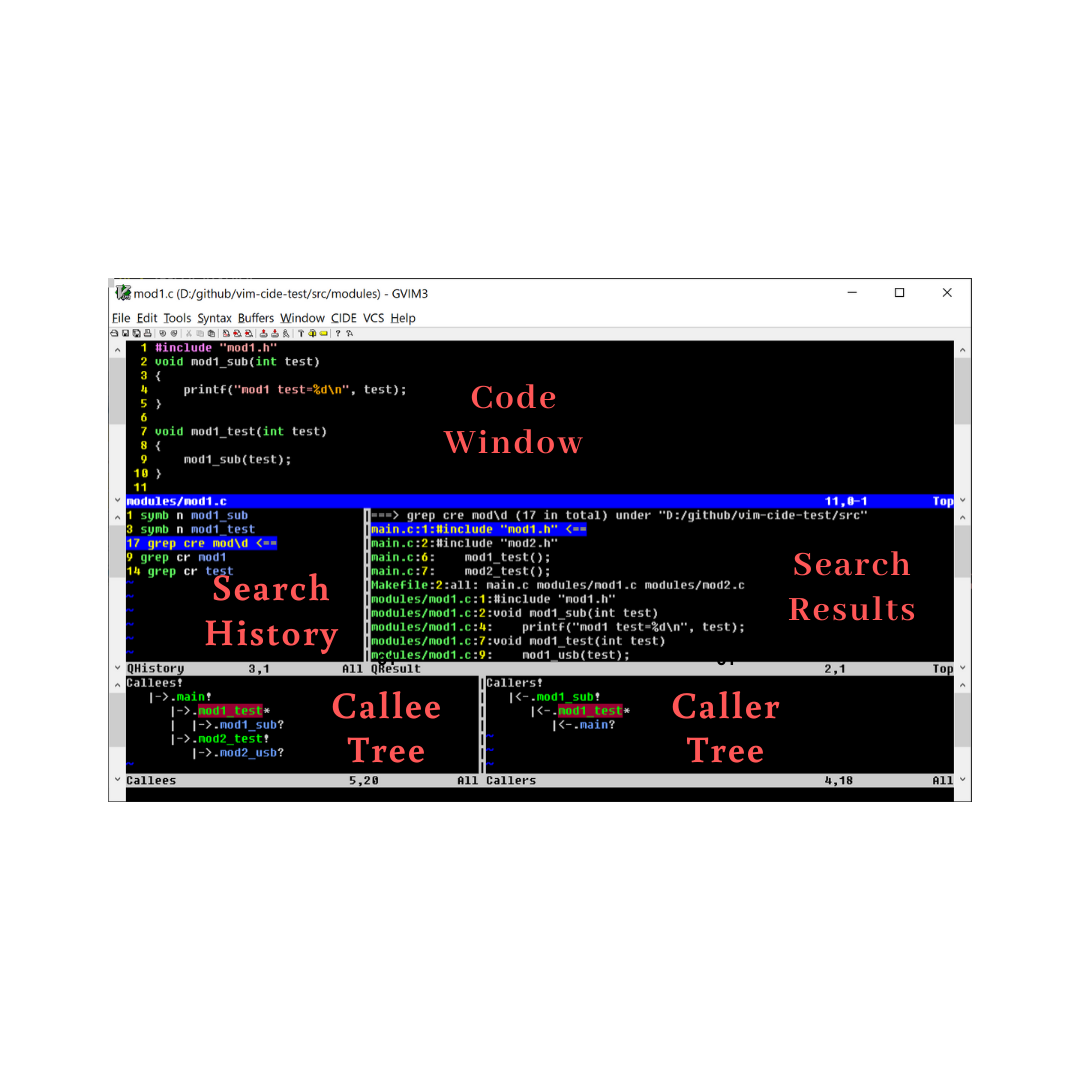 mod1.c (D:/github/vim-cide-test/src/modules) - GVIM3
File Edit Tools Syntax Buffers Window CIDE VCS Help
1 #include "mod1.h"
2 void mod1_sub(int test)
3 {
4     printf("mod1 test=%d\n", test);
5 }
6
7 void mod1_test(int test)
8 {
9     mod1_sub(test);
10 }
11
Code
Window
modules/mod1.c 11,0-1 Top
1 symb n mod1_sub
3 symb n mod1_test
17 grep cre mod\d <==
9 grep cr mod1
14 grep cr test
~
~
~
~
~
Search
History
===> grep cre mod\d (17 in total) under "D:/github/vim-cide-test/src"
main.c:1:#include "mod1.h" <==
main.c:2:#include "mod2.h"
main.c:6:    mod1_test();
main.c:7:    mod2_test();
Makefile:2:all: main.c modules/mod1.c modules/mod2.c
modules/mod1.c:1:#include "mod1.h"
modules/mod1.c:2:void mod1_sub(int test)
modules/mod1.c:4:    printf("mod1 test=%d\n", test);
modules/mod1.c:7:void mod1_test(int test)
modules/mod1.c:9:    mod1_usb(test);
Search
Results
QHistory 3,1 All QResult 2,1 Top
Callees!
|->.main!
|->.mod1_test*
| |->.mod1_sub?
|->.mod2_test!
|->.mod2_usb?
~
Callee
Tree
Callers!
|<-.mod1_sub!
|<-.mod1_test*
|<-.main?
~
~
~
Caller
Tree
Callees 5,20 All Callers 4,18 All